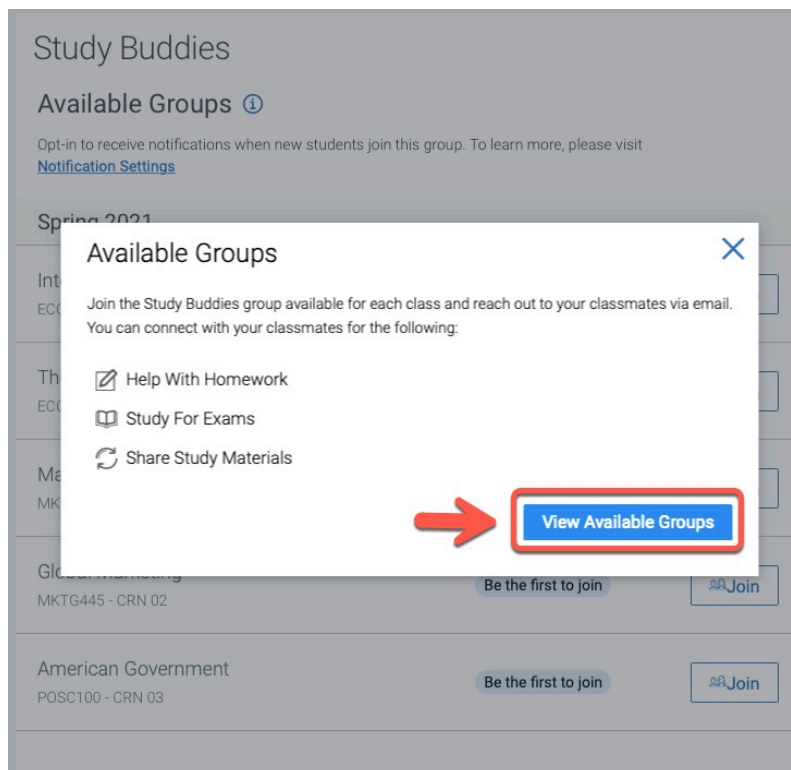 Study Buddies
Available Groups
Opt-in to receive notifications when new students join this group. To learn more, please visit
Notification Settings
Spring 2021
Available Groups
Join the Study Buddies group available for each class and reach out to your classmates via email.
You can connect with your classmates for the following:
Help With Homework
Study For Exams
Share Study Materials
View Available Groups
Global Marketing
Be the first to join
Join
MKTG445 - CRN 02
American Government
Be the first to join
Join
POSC100 - CRN 03